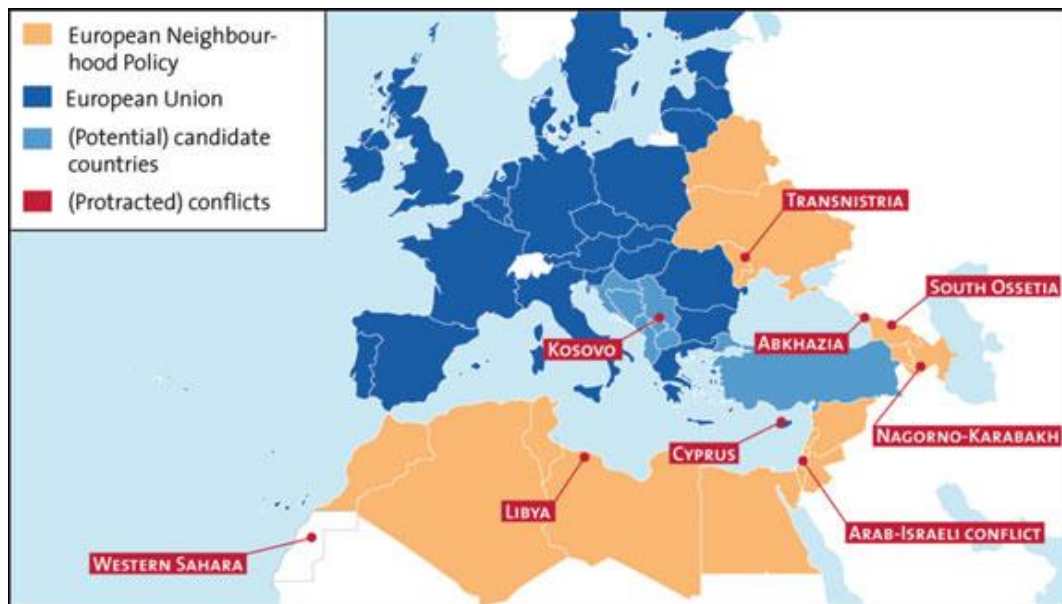 European Neighbour-
hood Policy
European Union
(Potential) candidate
countries
(Protracted) conflicts
TRANSNISTRIA
SOUTH OSSETIA
ABKHAZIA
KOSOVO
NAGORNO-KARABAKH
CYPRUS
LIBYA
ARAB-ISRAELI CONFLICT
WESTERN SAHARA